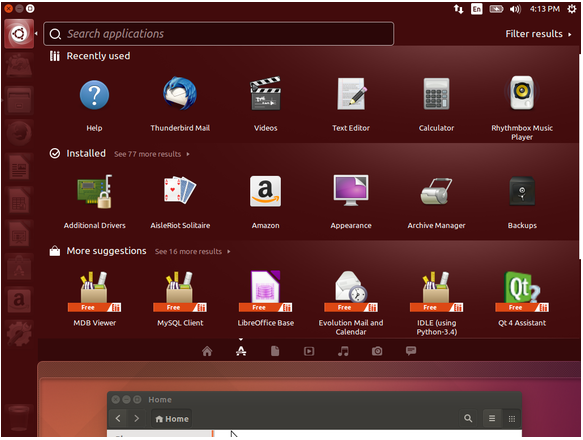 En
4:13 PM
Search applications
Filter results
Recently used
Help
Thunderbird Mail
Videos
Text Editor
Calculator
Rhythmbox Music
Player
Installed
See 77 more results
Additional Drivers
AisleRiot Solitaire
Amazon
Appearance
Archive Manager
Backups
More suggestions
See 16 more results
Free
Free
Free
Free
Free
Free
MDB Viewer
MySQL Client
LibreOffice Base
Evolution Mail and
Calendar
IDLE (using
Python-3.4)
Qt 4 Assistant
Home
Home